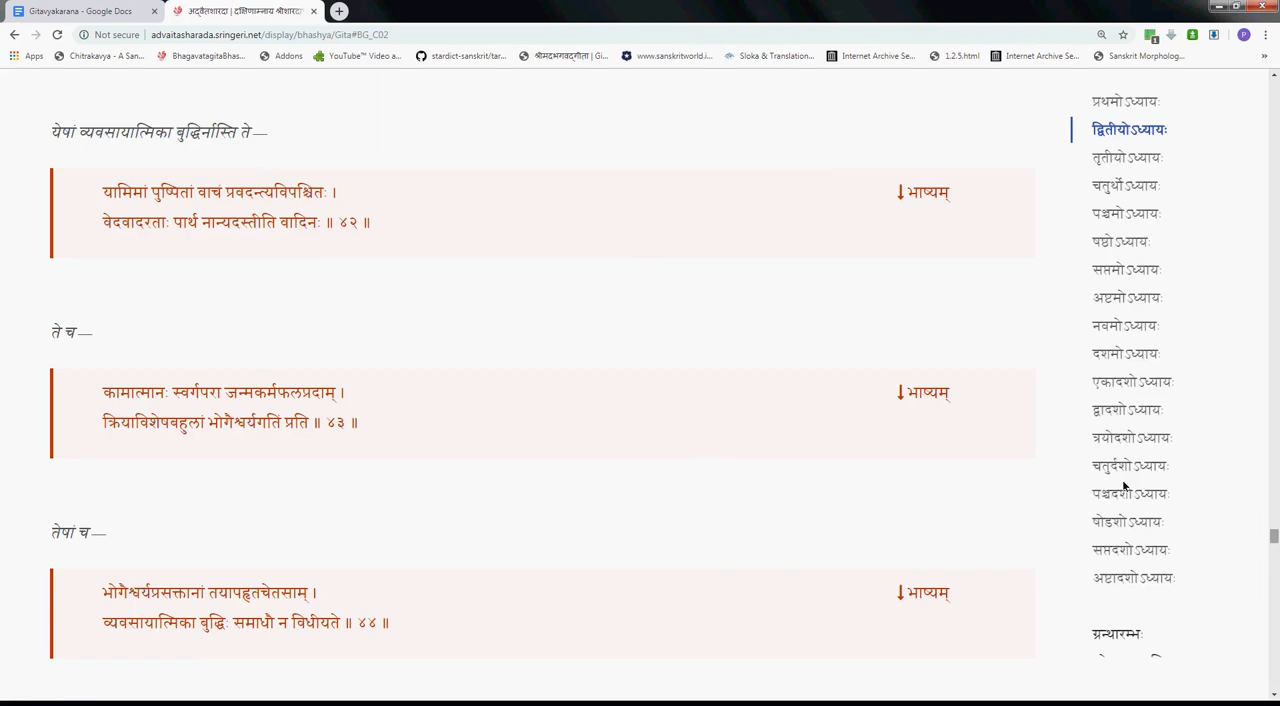 Gitavyakarana - Google Docs
अद्वैतशारदा | दक्षिणाम्नाय श्रीशारदा
Not secure | advaitasharada.sringeri.net/display/bhashya/Gita#BG_C02
Apps Chitrakavya - A San... BhagavatagitaBhas... Addons YouTube™ Video a... stardict-sanskrit/tar... श्रीमद्भगवद्गीता | Gi... www.sanskritworld.i... Sloka & Translation... Internet Archive Se... 1.2.5.html Internet Archive Se... Sanskrit Morpholog... »
येषां व्यवसायात्मिका बुद्धिर्नास्ति ते —
यामिमां पुष्पितां वाचं प्रवदन्त्यविपश्चितः ।
वेदवादरताः पार्थ नान्यदस्तीति वादिनः ॥ ४२ ॥
भाष्यम्
ते च —
कामात्मानः स्वर्गपरा जन्मकर्मफलप्रदाम् ।
क्रियाविशेषबहुलां भोगैश्वर्यगतिं प्रति ॥ ४३ ॥
भाष्यम्
तेषां च —
भोगैश्वर्यप्रसक्तानां तयापहृतचेतसाम् ।
व्यवसायात्मिका बुद्धिः समाधौ न विधीयते ॥ ४४ ॥
भाष्यम्
प्रथमोऽध्यायः
द्वितीयोऽध्यायः
तृतीयोऽध्यायः
चतुर्थोऽध्यायः
पञ्चमोऽध्यायः
षष्ठोऽध्यायः
सप्तमोऽध्यायः
अष्टमोऽध्यायः
नवमोऽध्यायः
दशमोऽध्यायः
एकादशोऽध्यायः
द्वादशोऽध्यायः
त्रयोदशोऽध्यायः
चतुर्दशोऽध्यायः
पञ्चदशोऽध्यायः
षोडशोऽध्यायः
सप्तदशोऽध्यायः
अष्टादशोऽध्यायः
ग्रन्थारम्भः